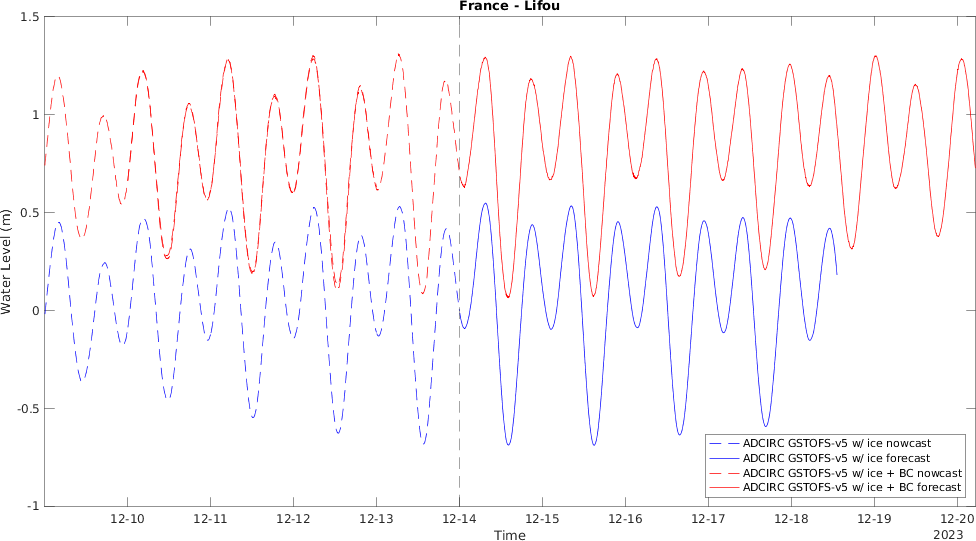 France - Lifou
Water Level (m)
1.5
1
0.5
0
-0.5
-1
ADCIRC GSTOFS-v5 w/ ice nowcast
ADCIRC GSTOFS-v5 w/ ice forecast
ADCIRC GSTOFS-v5 w/ ice + BC nowcast
ADCIRC GSTOFS-v5 w/ ice + BC forecast
12-10 12-11 12-12 12-13 12-14 12-15 12-16 12-17 12-18 12-19 12-20
Time
2023